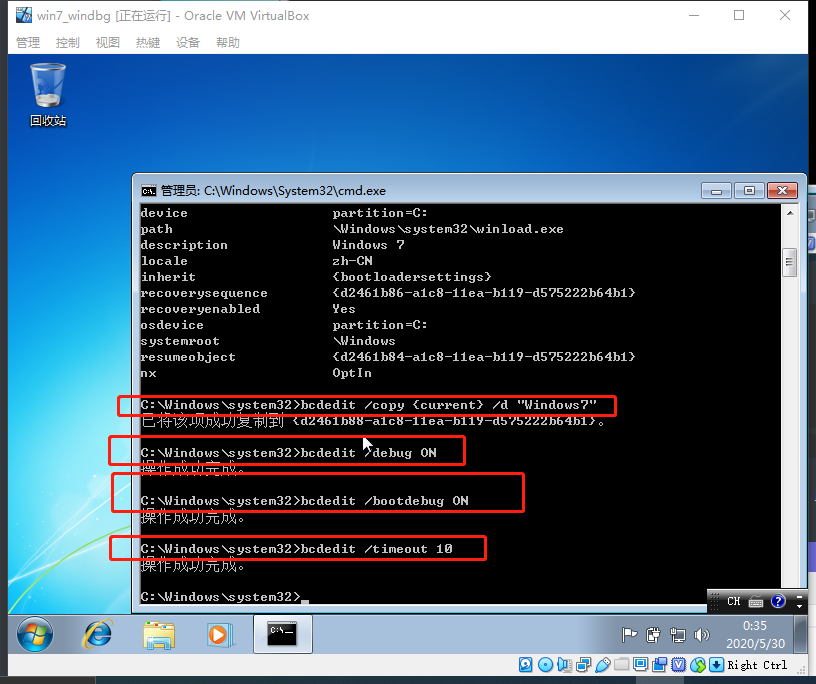 win7_windbg [正在运行] - Oracle VM VirtualBox
管理 控制 视图 热键 设备 帮助
回收站
管理员: C:\Windows\System32\cmd.exe
device partition=C:
path \Windows\system32\winload.exe
description Windows 7
locale zh-CN
inherit {bootloadersettings}
recoverysequence {d2461b86-a1c8-11ea-b119-d575222b64b1}
recoveryenabled Yes
osdevice partition=C:
systemroot \Windows
resumeobject {d2461b84-a1c8-11ea-b119-d575222b64b1}
nx OptIn
C:\Windows\system32>bcdedit /copy {current} /d "Windows7"
已将该项成功复制到 {d2461b88-a1c8-11ea-b119-d575222b64b1}。
C:\Windows\system32>bcdedit /debug ON
操作成功完成。
C:\Windows\system32>bcdedit /bootdebug ON
操作成功完成。
C:\Windows\system32>bcdedit /timeout 10
操作成功完成。
C:\Windows\system32>
CH
0:35
2020/5/30
Right Ctrl